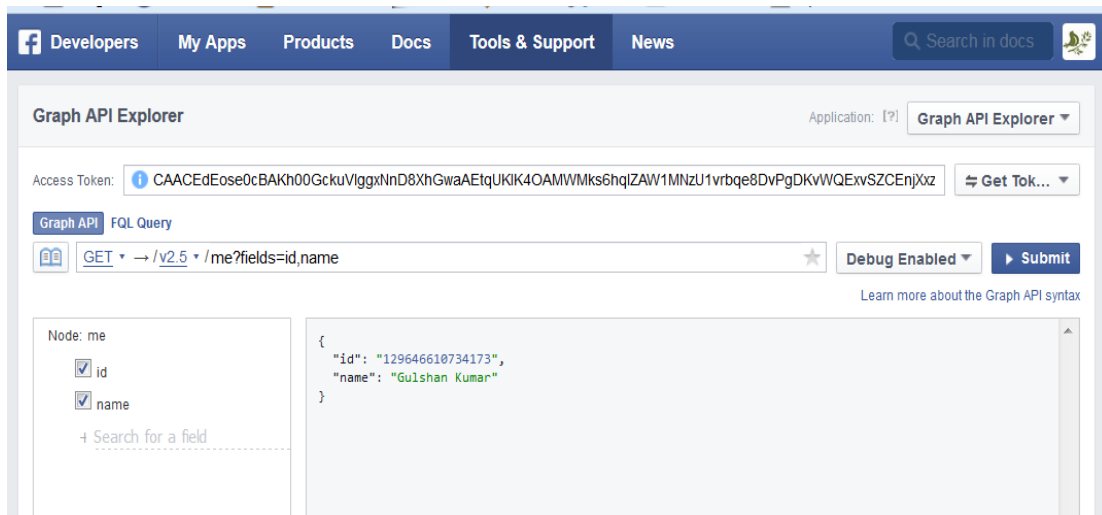 f Developers My Apps Products Docs Tools & Support News Search in docs
Graph API Explorer Application: [?] Graph API Explorer
Access Token: CAACEdEose0cBAKh00GckuVlggxNnD8XhGwaAEtqUKlK4OAMWMks6hqlZAW1MNzU1vrbqe8DvPgDKvWQExvSZCEnjXxz Get Tok...
Graph API FQL Query
GET → /v2.5 /me?fields=id,name Debug Enabled Submit
Learn more about the Graph API syntax
Node: me
id
name
Search for a field
{
"id": "129646610734173",
"name": "Gulshan Kumar"
}